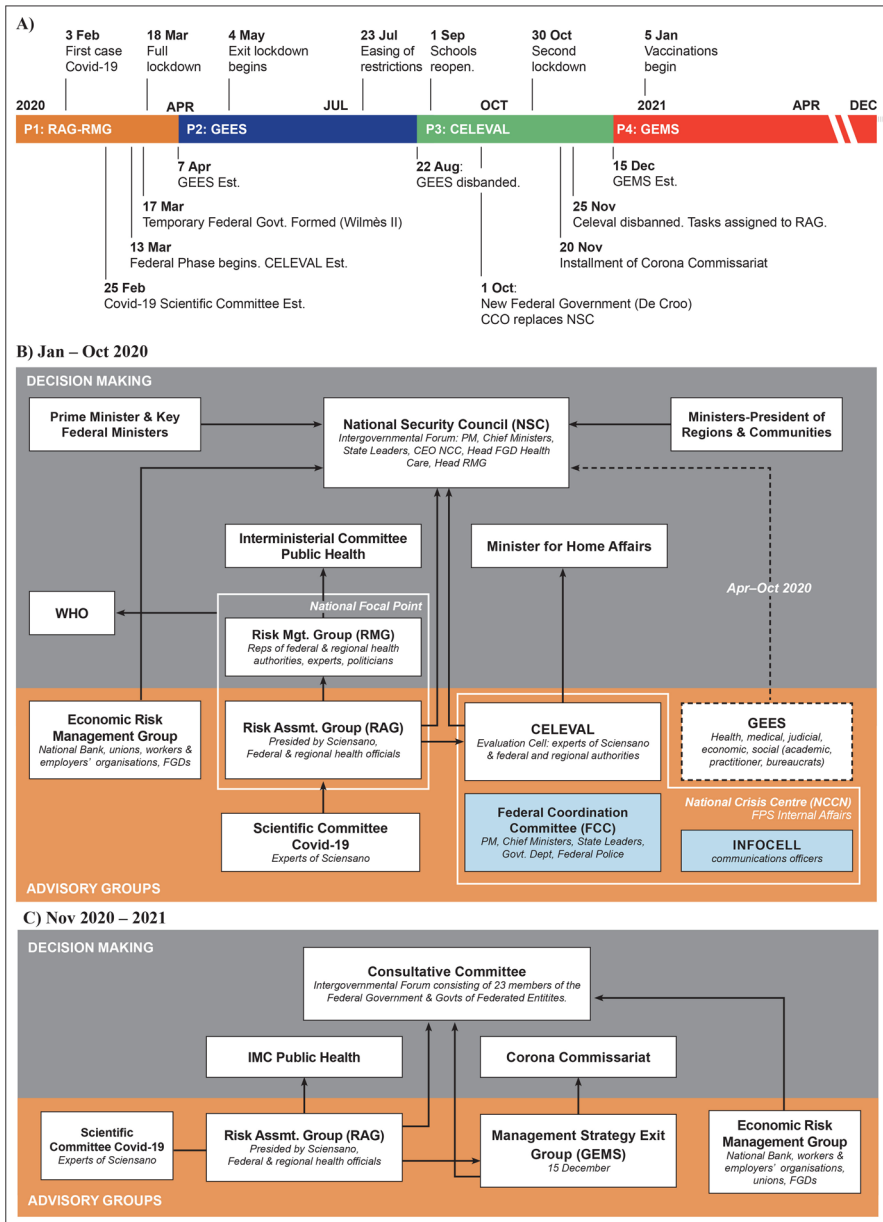 A)
3 Feb
First case
Covid-19
18 Mar
Full
lockdown
4 May
Exit lockdown
begins
23 Jul
Easing of
restrictions
1 Sep
Schools
reopen.
30 Oct
Second
lockdown
5 Jan
Vaccinations
begin
2020
APR
JUL
OCT
2021
APR
DEC
P1: RAG-RMG
P2: GEES
P3: CELEVAL
P4: GEMS
7 Apr
GEES Est.
22 Aug:
GEES disbanded.
15 Dec
GEMS Est.
17 Mar
Temporary Federal Govt. Formed (Wilmès II)
25 Nov
Celeval disbanned. Tasks assigned to RAG.
13 Mar
Federal Phase begins. CELEVAL Est.
20 Nov
Installment of Corona Commissariat
25 Feb
Covid-19 Scientific Committee Est.
1 Oct:
New Federal Government (De Croo)
CCO replaces NSC
B) Jan – Oct 2020
DECISION MAKING
Prime Minister & Key
Federal Ministers
National Security Council (NSC)
Intergovernmental Forum: PM, Chief Ministers,
State Leaders, CEO NCC, Head FGD Health
Care, Head RMG
Ministers-President of
Regions & Communities
Interministerial Committee
Public Health
Minister for Home Affairs
Apr–Oct 2020
WHO
National Focal Point
Risk Mgt. Group (RMG)
Reps of federal & regional health
authorities, experts, politicians
Economic Risk
Management Group
National Bank, unions, workers &
employers' organisations, FGDs
Risk Assmt. Group (RAG)
Presided by Sciensano,
Federal & regional health officials
CELEVAL
Evaluation Cell: experts of Sciensano
& federal and regional authorities
GEES
Health, medical, judicial,
economic, social (academic,
practitioner, bureaucrats)
Scientific Committee
Covid-19
Experts of Sciensano
Federal Coordination
Committee (FCC)
PM, Chief Ministers, State Leaders,
Govt. Dept, Federal Police
National Crisis Centre (NCCN)
FPS Internal Affairs
INFOCELL
communications officers
ADVISORY GROUPS
C) Nov 2020 – 2021
DECISION MAKING
Consultative Committee
Intergovernmental Forum consisting of 23 members of the
Federal Government & Govts of Federated Entitites.
IMC Public Health
Corona Commissariat
Scientific
Committee Covid-19
Experts of Sciensano
Risk Assmt. Group (RAG)
Presided by Sciensano,
Federal & regional health officials
Management Strategy Exit
Group (GEMS)
15 December
Economic Risk
Management Group
National Bank, workers &
employers' organisations,
unions, FGDs
ADVISORY GROUPS